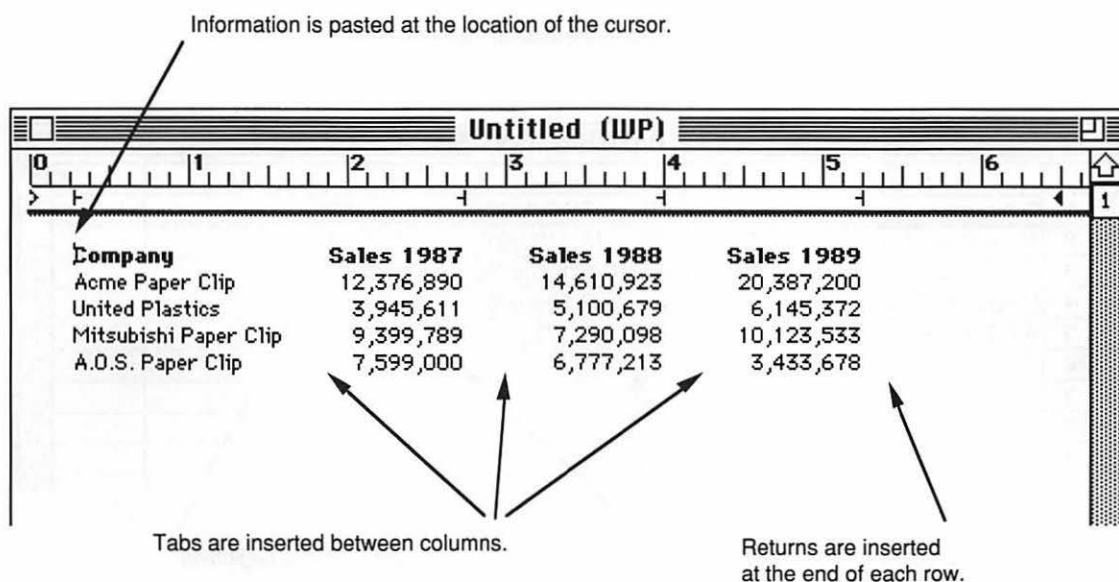 Information is pasted at the location of the cursor.
Untitled (WP)
0 1 2 3 4 5 6
1
Company Sales 1987 Sales 1988 Sales 1989
Acme Paper Clip 12,376,890 14,610,923 20,387,200
United Plastics 3,945,611 5,100,679 6,145,372
Mitsubishi Paper Clip 9,399,789 7,290,098 10,123,533
A.O.S. Paper Clip 7,599,000 6,777,213 3,433,678
Tabs are inserted between columns.
Returns are inserted
at the end of each row.